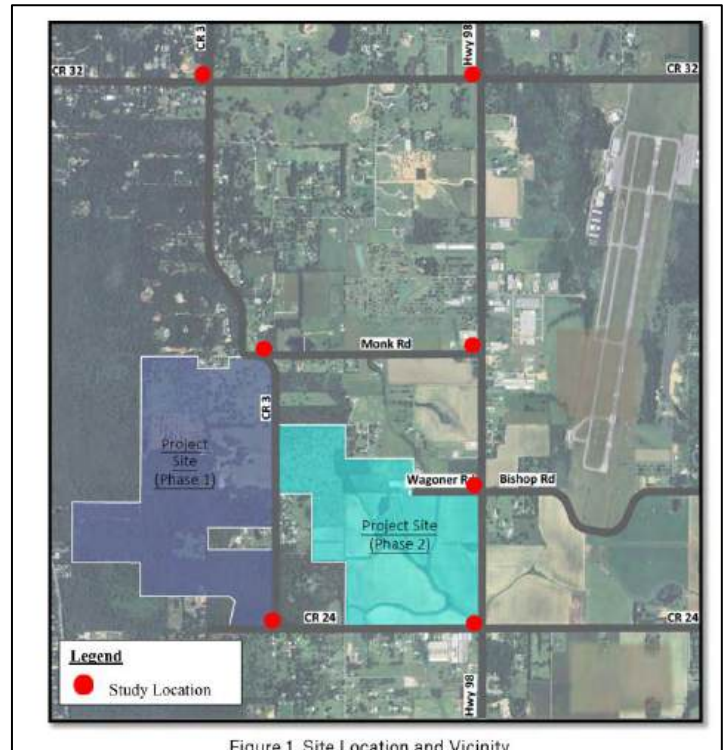 CR 3
Hwy 98
CR 32
CR 32
Monk Rd
CR 3
Project
Site
(Phase 1)
Wagoner Rd
Bishop Rd
Project Site
(Phase 2)
CR 24
CR 24
Legend
Study Location
Hwy 98
Figure 1. Site Location and Vicinity